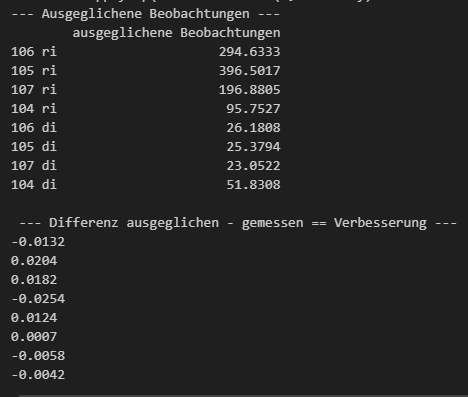 --- Ausgeglichene Beobachtungen ---
ausgeglichene Beobachtungen
106 ri 294.6333
105 ri 396.5017
107 ri 196.8805
104 ri 95.7527
106 di 26.1808
105 di 25.3794
107 di 23.0522
104 di 51.8308
--- Differenz ausgeglichen - gemessen == Verbesserung ---
-0.0132
0.0204
0.0182
-0.0254
0.0124
0.0007
-0.0058
-0.0042